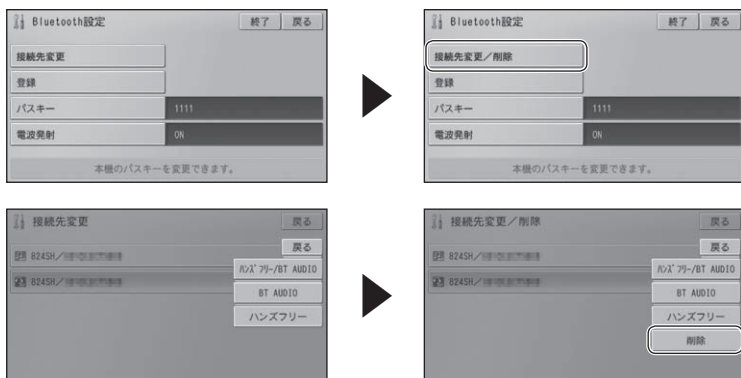 Bluetooth設定 終了 戻る
接続先変更
登録
パスキー 1111
電波発射 ON
本機のパスキーを変更できます。
Bluetooth設定 終了 戻る
接続先変更／削除
登録
パスキー 1111
電波発射 ON
本機のパスキーを変更できます。
接続先変更 戻る
824SH／
戻る
ﾊﾝｽﾞﾌﾘｰ/BT AUDIO
824SH／
BT AUDIO
ハンズフリー
接続先変更／削除 戻る
824SH／
戻る
ﾊﾝｽﾞﾌﾘｰ/BT AUDIO
824SH／
BT AUDIO
ハンズフリー
削除